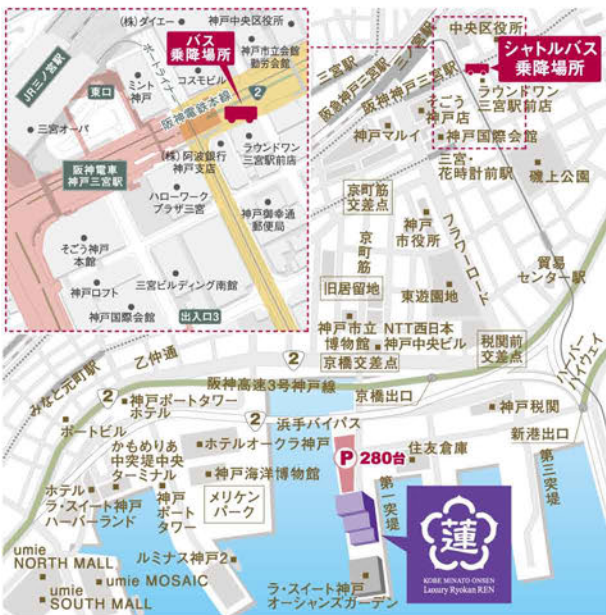 (株)ダイエー
神戸中央区役所
神戸市立会館
勤労会館
バス
乗降場所
コスモビル
ポートライナー
JR三ノ宮駅
東口
ミント
神戸
阪神電鉄本線
2
三宮オーパ
阪神電車
神戸三宮駅
(株)阿波銀行
神戸支店
ラウンドワン
三宮駅前店
ハローワーク
プラザ三宮
神戸御幸通
郵便局
そごう神戸
本館
神戸ロフト
三宮ビルディング南館
神戸国際会館
出入口3
中央区役所
シャトルバス
乗降場所
三宮駅
三ノ宮駅
阪急神戸三宮駅
阪神神戸三宮駅
ラウンドワン
三宮駅前店
そごう
神戸店
神戸マルイ
神戸国際会館
三宮・
花時計前駅
磯上公園
京町筋
交差点
神戸
市役所
フラワーロード
京町筋
貿易
センター駅
旧居留地
東遊園地
神戸市立
博物館
NTT西日本
神戸中央ビル
税関前
交差点
京橋交差点
乙仲通
2
みなと元町駅
阪神高速3号神戸線
京橋出口
ハーバー
ハイウェイ
2
神戸ポートタワー
ホテル
2
浜手バイパス
神戸税関
新港出口
ポートビル
かもめりあ
中突堤中央
ターミナル
ホテルオークラ神戸
P 280台
住友倉庫
神戸海洋博物館
ホテル
ラ・スイート神戸
ハーバーランド
神戸
ポート
タワー
メリケン
パーク
第一突堤
第三突堤
蓮
KOBE MINATO ONSEN
Luxury Ryokan REN
umie
NORTH MALL
ルミナス神戸2
umie MOSAIC
umie
SOUTH MALL
ラ・スイート神戸
オーシャンズガーデン